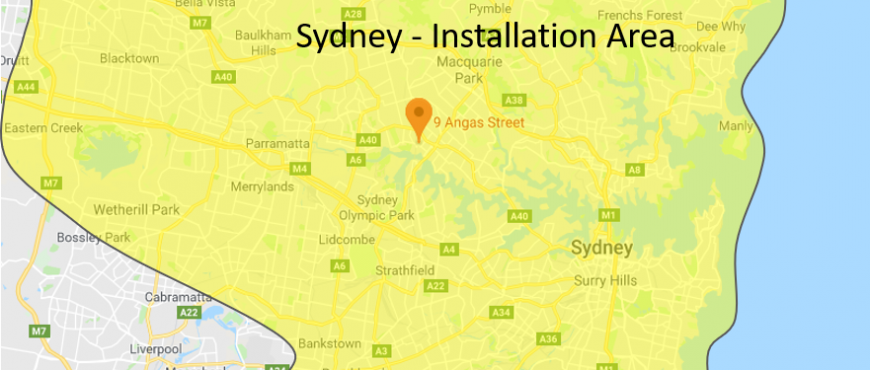 Bella Vista
Pymble
Frenchs Forest
A28
A3
Dee Why
M7
Baulkham
Hills
Sydney - Installation Area
Brookvale
Macquarie
Park
Blacktown
A40
A44
A38
9 Angas Street
Eastern Creek
Manly
Parramatta
A40
A6
M4
A8
M7
Merrylands
Sydney
Olympic Park
Wetherill Park
A40
M1
Bossley Park
Lidcombe
A4
Sydney
A6
Strathfield
Surry Hills
A22
Cabramatta
A22
A34
M7
A36
Liverpool
Bankstown
A3
M1
A34